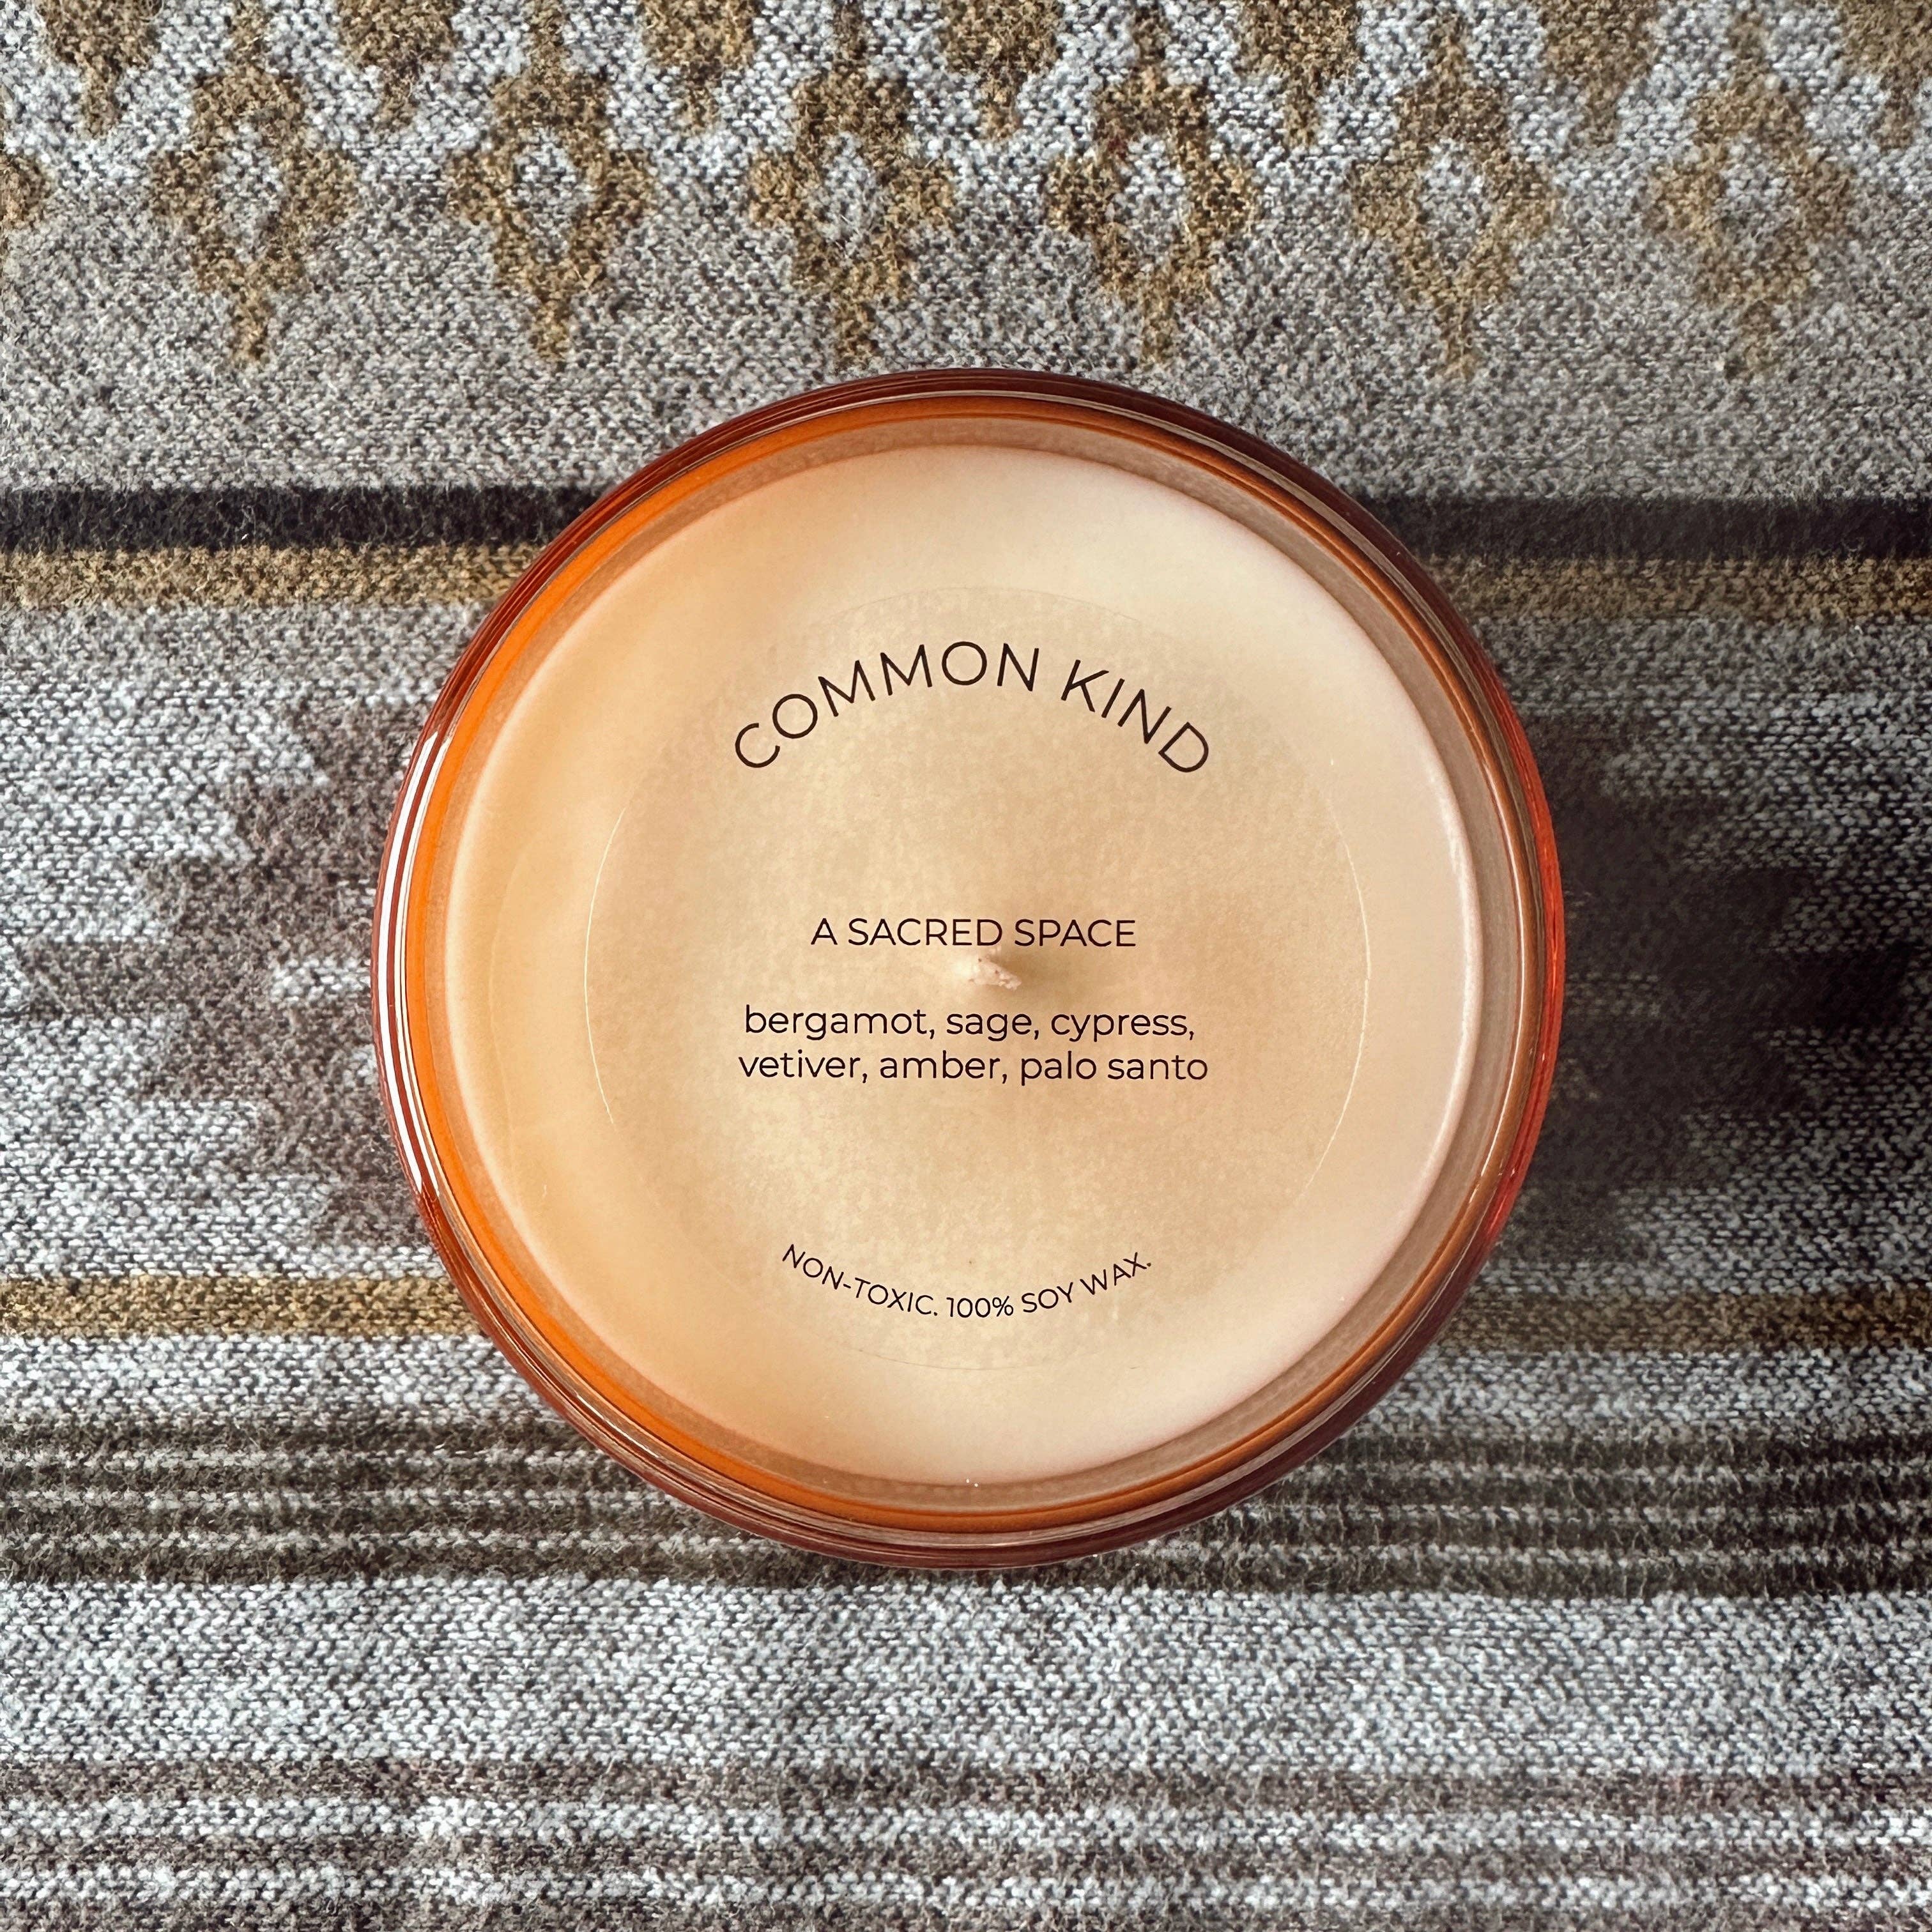 COMMON KIND
A SACRED SPACE
bergamot, sage, cypress,
vetiver, amber, palo santo
NON-TOXIC. 100% SOY WAX.